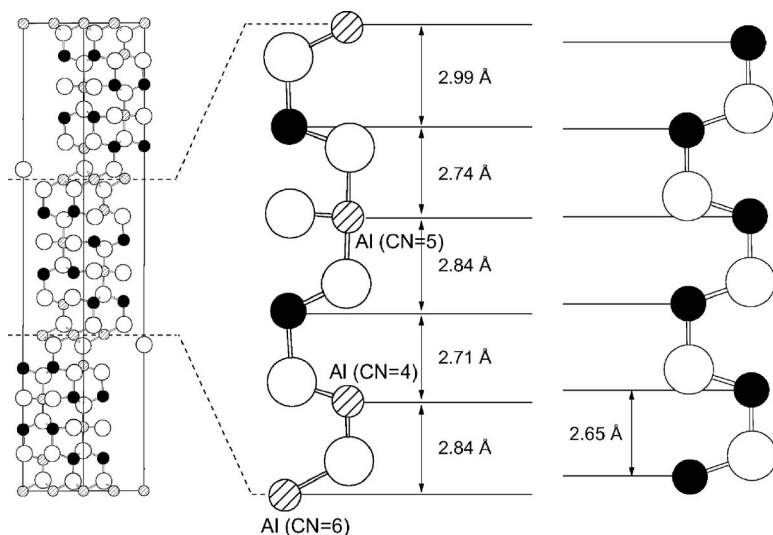 2.99 Å
2.74 Å
Al (CN=5)
2.84 Å
2.71 Å
Al (CN=4)
2.84 Å
Al (CN=6)
2.65 Å